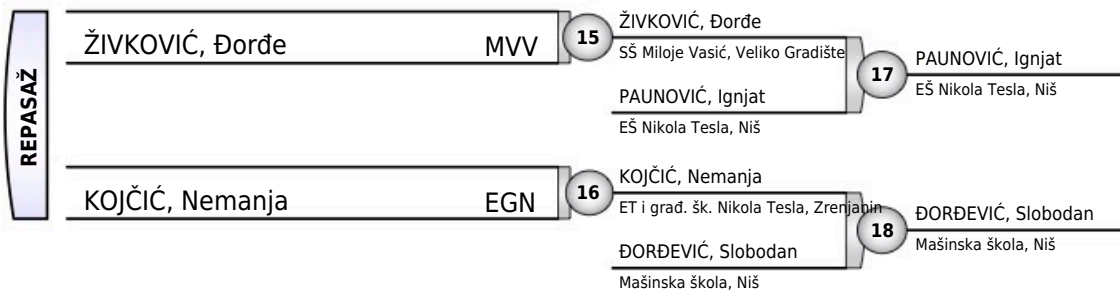 REPASAŽ
ŽIVKOVIĆ, Đorđe MVV
15
ŽIVKOVIĆ, Đorđe
SŠ Miloje Vasić, Veliko Gradište
PAUNOVIĆ, Ignjat
EŠ Nikola Tesla, Niš
17
PAUNOVIĆ, Ignjat
EŠ Nikola Tesla, Niš
KOJČIĆ, Nemanja EGN
16
KOJČIĆ, Nemanja
ET i građ. šk. Nikola Tesla, Zrenjanin
ĐORĐEVIĆ, Slobodan
Mašinska škola, Niš
18
ĐORĐEVIĆ, Slobodan
Mašinska škola, Niš